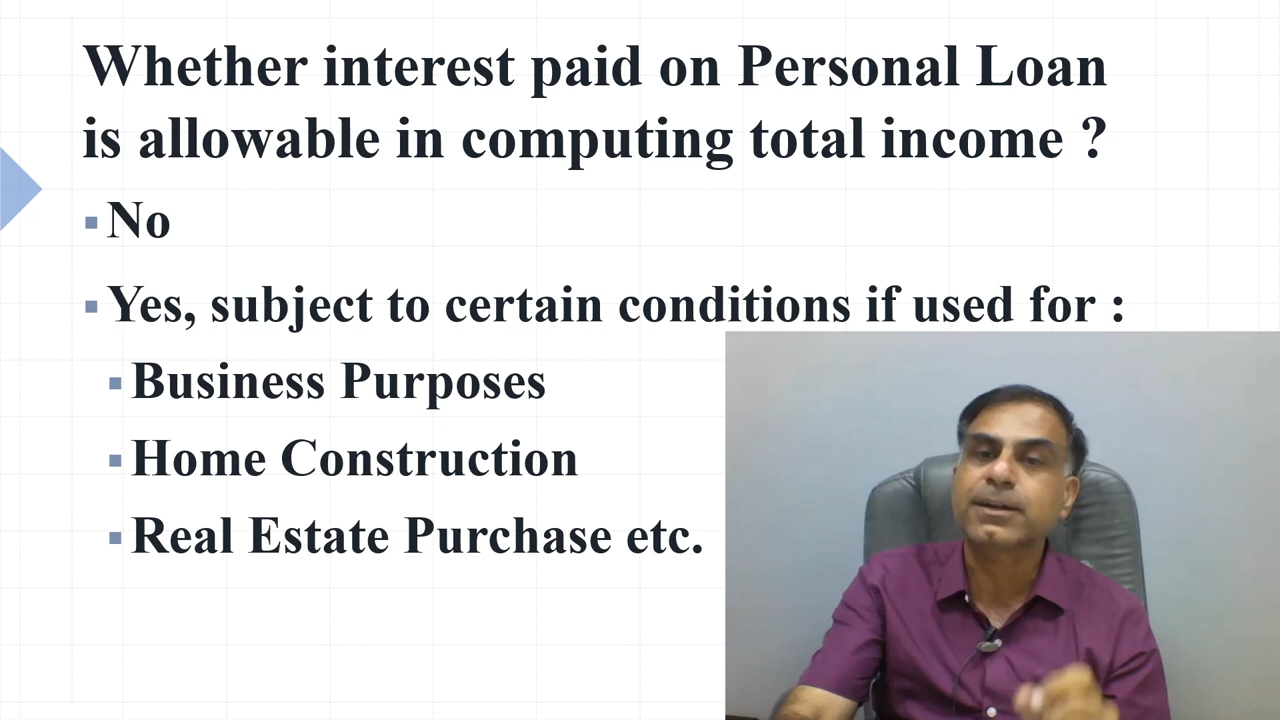 Whether interest paid on Personal Loan
is allowable in computing total income ?
No
Yes, subject to certain conditions if used for :
Business Purposes
Home Construction
Real Estate Purchase etc.